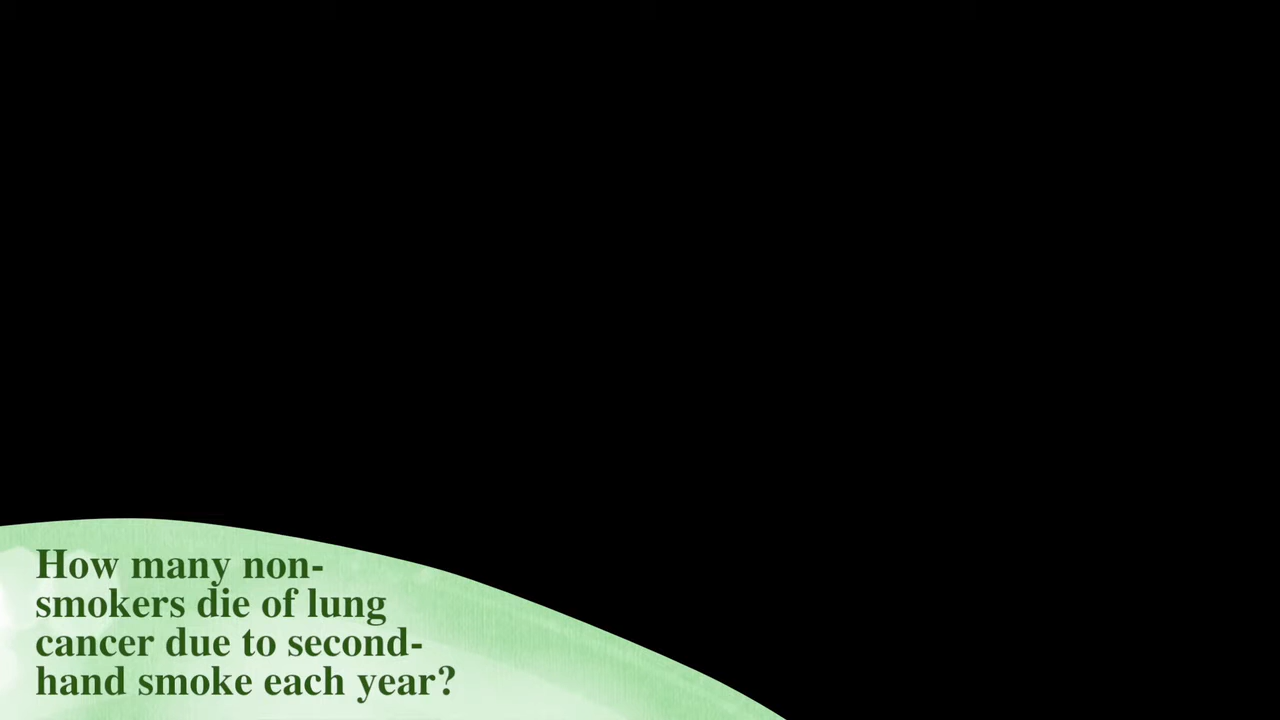 How many non-
smokers die of lung
cancer due to second-
hand smoke each year?